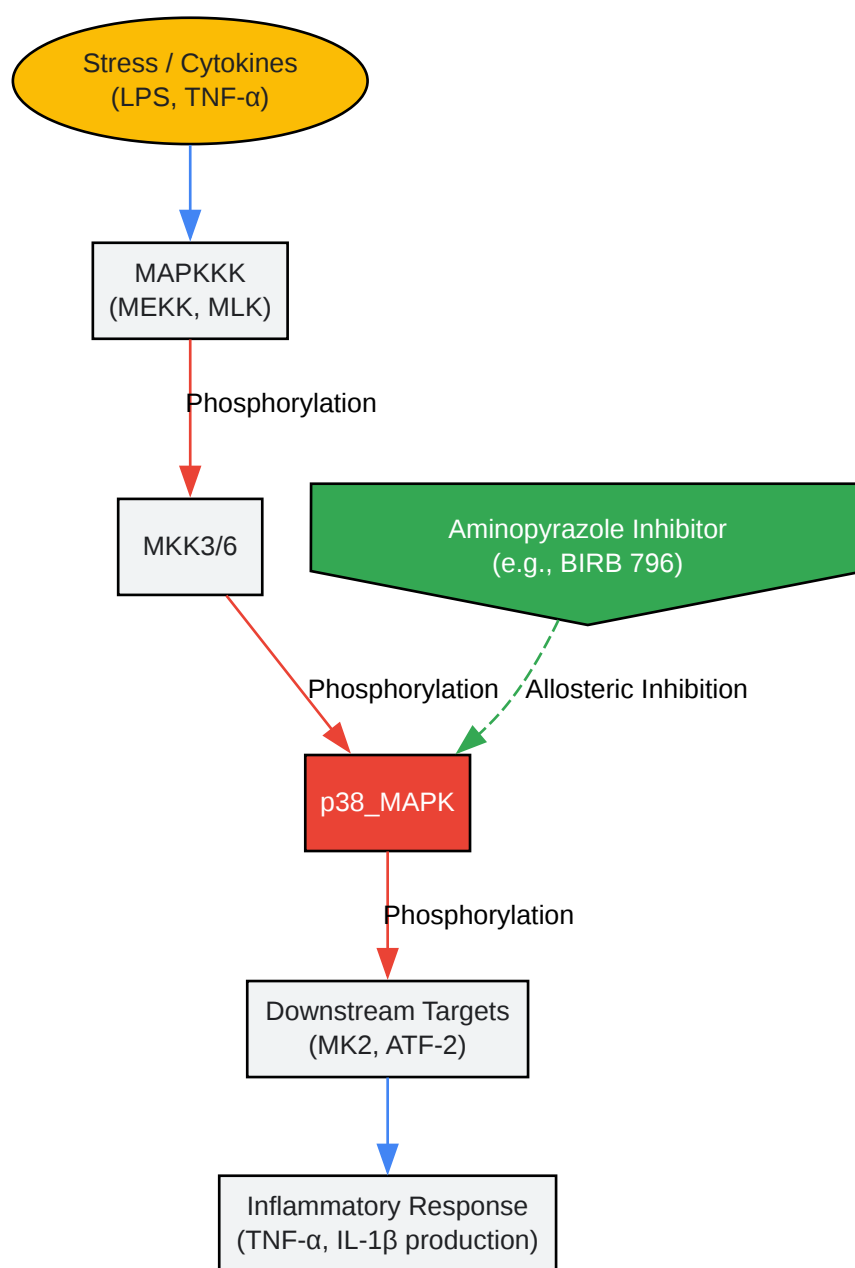 Stress / Cytokines
(LPS, TNF-α)
MAPKKK
(MEKK, MLK)
Phosphorylation
MKK3/6
Aminopyrazole Inhibitor
(e.g., BIRB 796)
Phosphorylation
Allosteric Inhibition
p38_MAPK
Phosphorylation
Downstream Targets
(MK2, ATF-2)
Inflammatory Response
(TNF-α, IL-1β production)